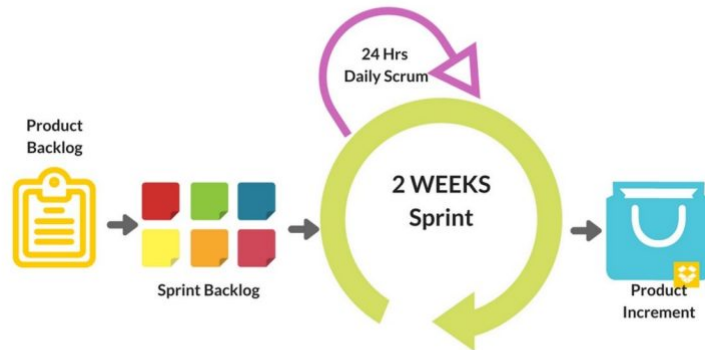 24 Hrs
Daily Scrum
Product
Backlog
2 WEEKS
Sprint
Sprint Backlog
Product
Increment